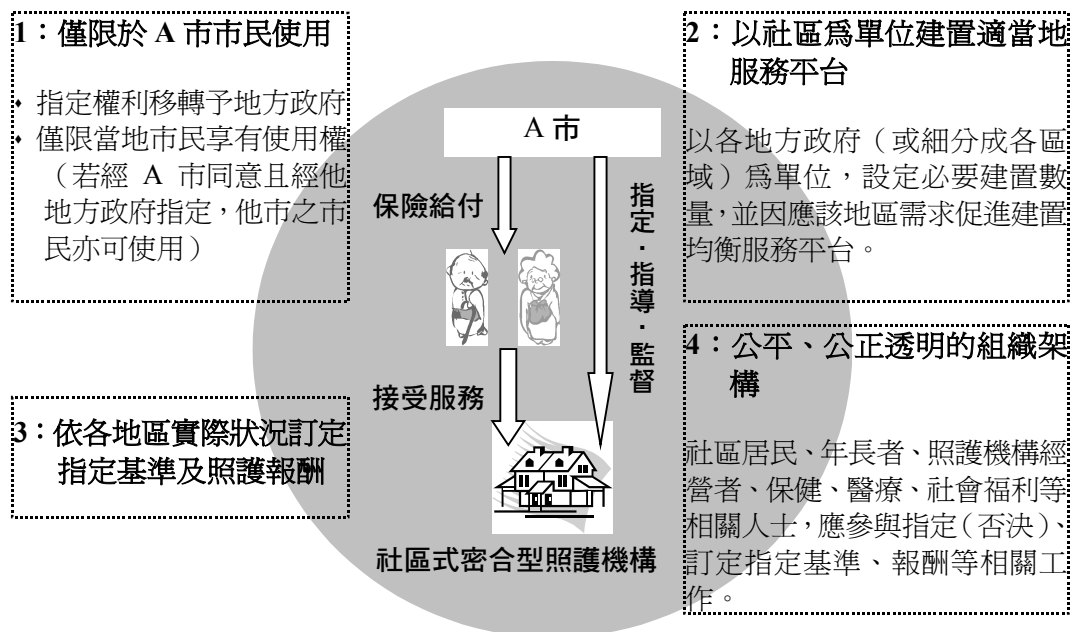 1：僅限於 A 市市民使用
• 指定權利移轉予地方政府
• 僅限當地市民享有使用權
（若經 A 市同意且經他
地方政府指定，他市之市
民亦可使用）
2：以社區爲單位建置適當地
服務平台
以各地方政府（或細分成各區
域）爲單位，設定必要建置數
量，並因應該地區需求促進建置
均衡服務平台。
A 市
保險給付
指定‧指導‧監督
接受服務
社區式密合型照護機構
3：依各地區實際狀況訂定
指定基準及照護報酬
4：公平、公正透明的組織架
構
社區居民、年長者、照護機構經
營者、保健、醫療、社會福利等
相關人士，應參與指定（否決）、
訂定指定基準、報酬等相關工
作。